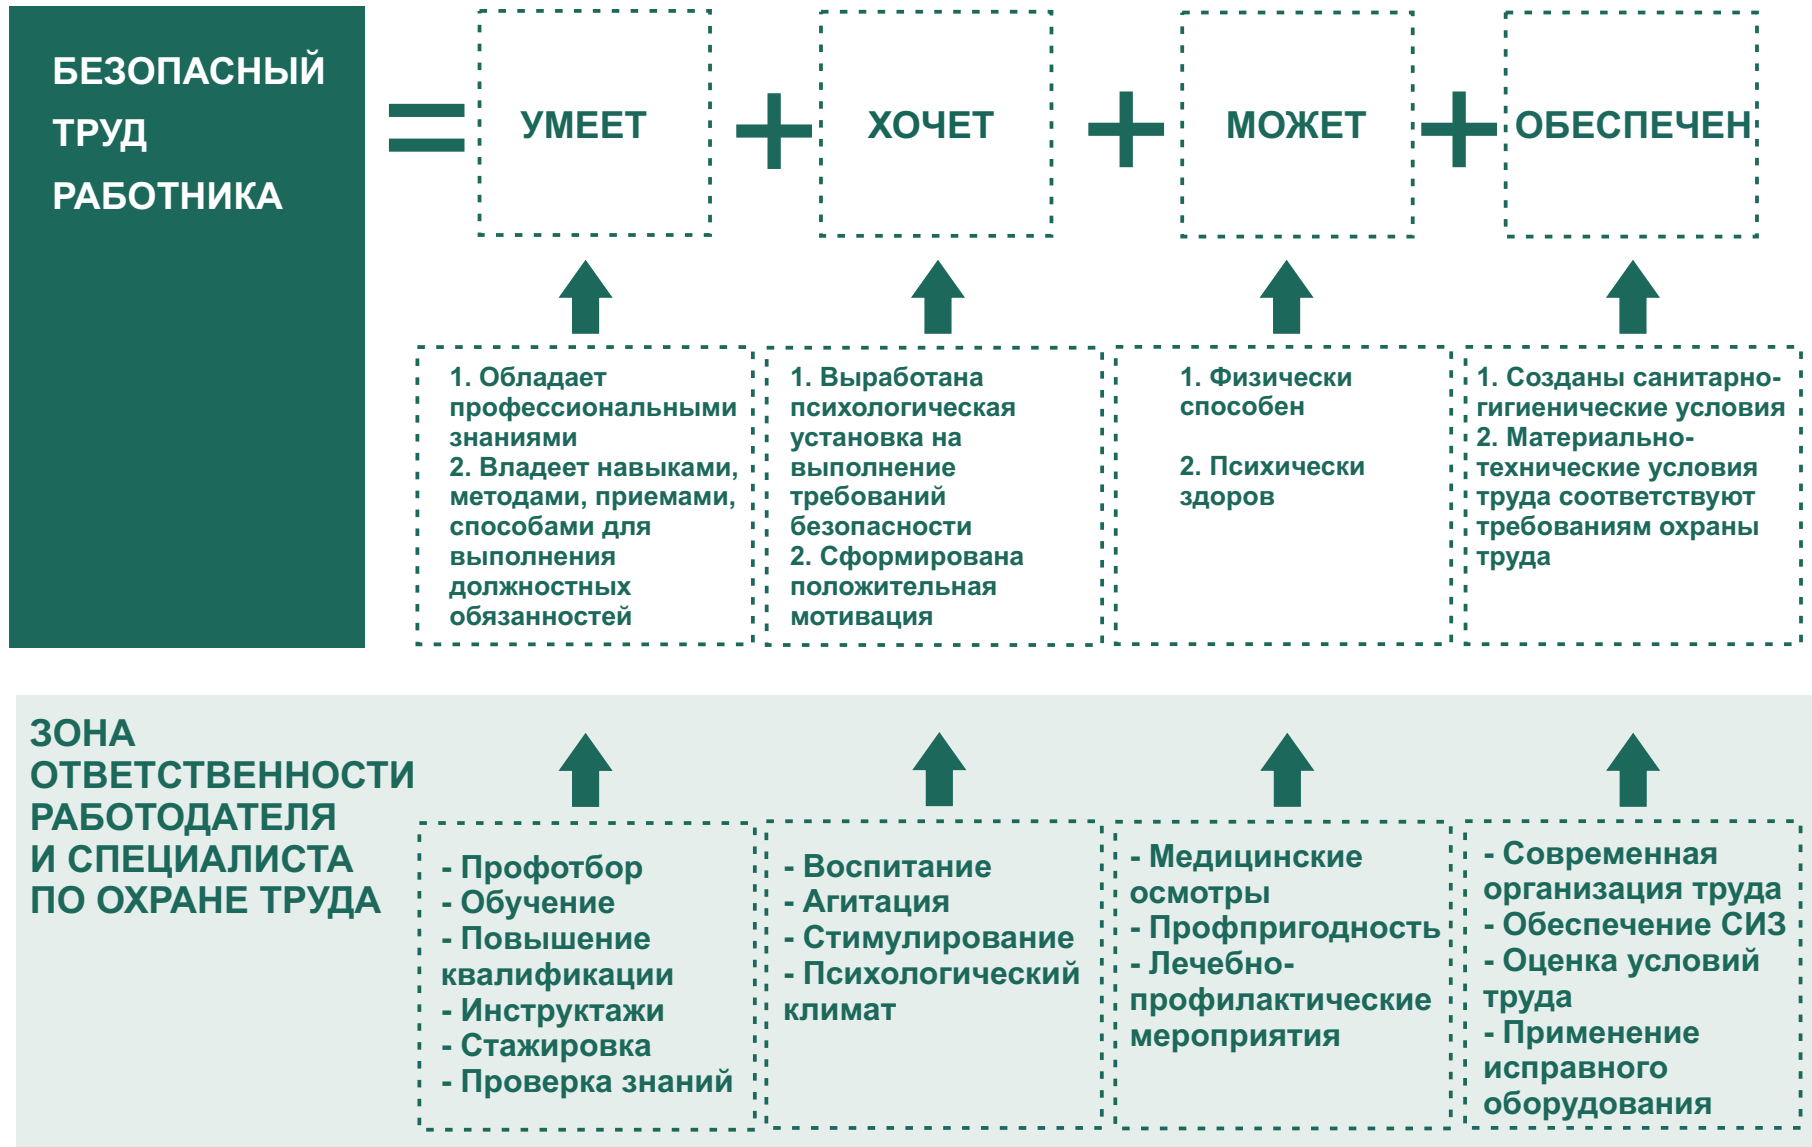 БЕЗОПАСНЫЙ
ТРУД
РАБОТНИКА
=
УМЕЕТ
+
ХОЧЕТ
+
МОЖЕТ
+
ОБЕСПЕЧЕН
1. Обладает
профессиональными
знаниями
2. Владеет навыками,
методами, приемами,
способами для
выполнения
должностных
обязанностей
1. Выработана
психологическая
установка на
выполнение
требований
безопасности
2. Сформирована
положительная
мотивация
1. Физически
способен
2. Психически
здоров
1. Созданы санитарно-
гигиенические условия
2. Материально-
технические условия
труда соответствуют
требованиям охраны
труда
ЗОНА
ОТВЕТСТВЕННОСТИ
РАБОТОДАТЕЛЯ
И СПЕЦИАЛИСТА
ПО ОХРАНЕ ТРУДА
- Профотбор
- Обучение
- Повышение
квалификации
- Инструктажи
- Стажировка
- Проверка знаний
- Воспитание
- Агитация
- Стимулирование
- Психологический
климат
- Медицинские
осмотры
- Профпригодность
- Лечебно-
профилактические
мероприятия
- Современная
организация труда
- Обеспечение СИЗ
- Оценка условий
труда
- Применение
исправного
оборудования